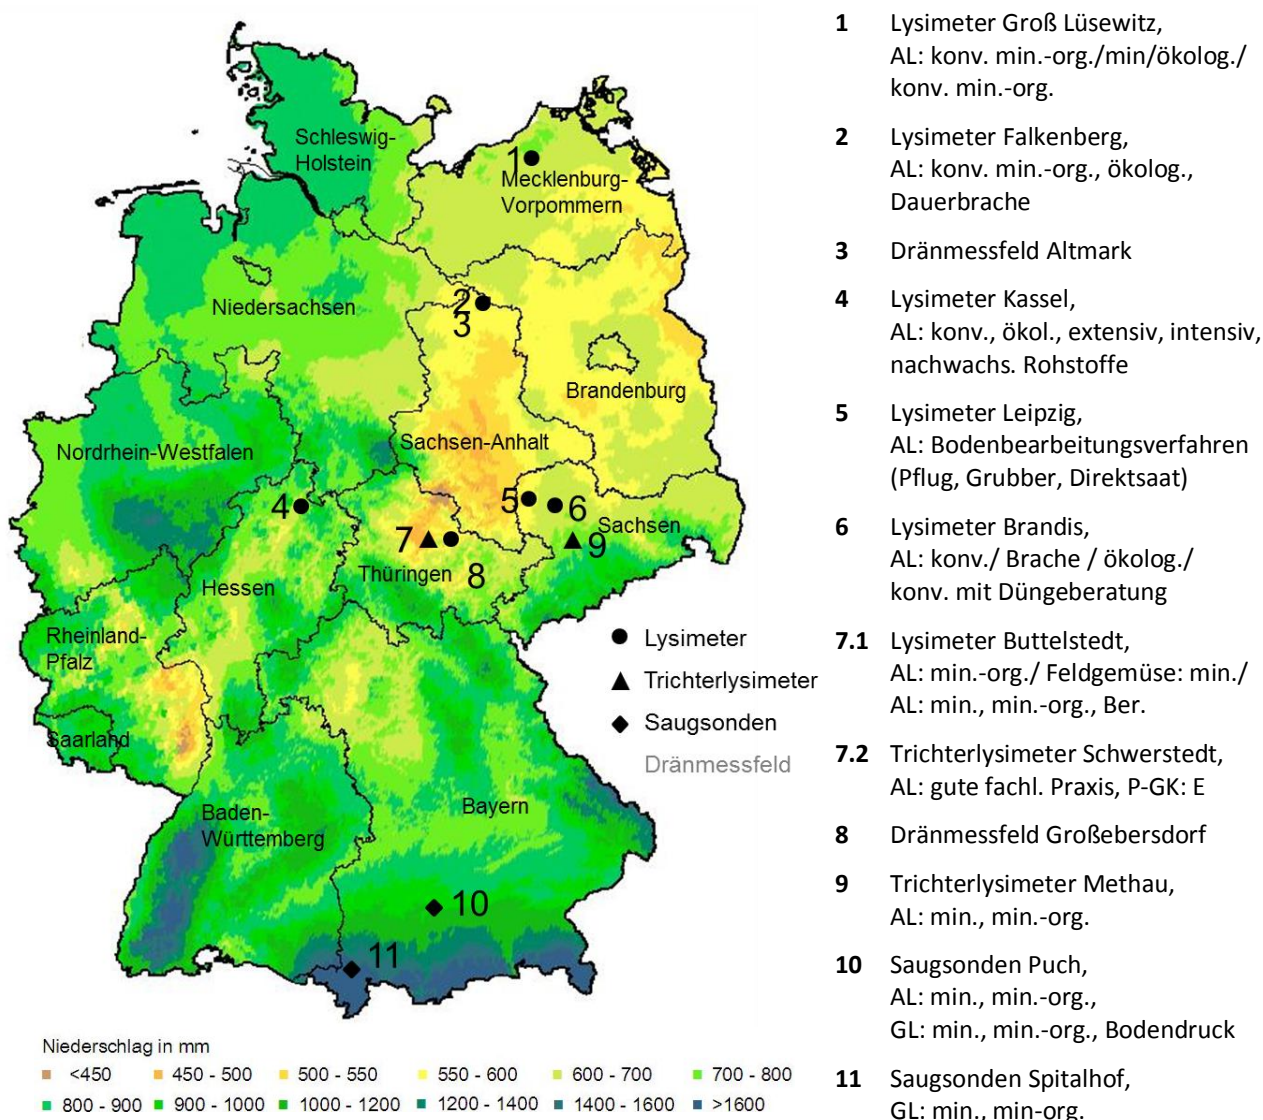 Schleswig-
Holstein
1
Mecklenburg-
Vorpommern
Niedersachsen
2
3
Brandenburg
Nordrhein-Westfalen
Sachsen-Anhalt
4
5
6
Sachsen
7
9
Thüringen
8
Hessen
Rheinland-
Pfalz
Saarland
Lysimeter
Trichterlysimeter
Saugsonden
Dränmessfeld
Baden-
Württemberg
Bayern
10
11
Niederschlag in mm
<450 450 - 500 500 - 550 550 - 600 600 - 700 700 - 800
800 - 900 900 - 1000 1000 - 1200 1200 - 1400 1400 - 1600 >1600
1 Lysimeter Groß Lüsewitz,
AL: konv. min.-org./min/ökolog./
konv. min.-org.
2 Lysimeter Falkenberg,
AL: konv. min.-org., ökolog.,
Dauerbrache
3 Dränmessfeld Altmark
4 Lysimeter Kassel,
AL: konv., ökol., extensiv, intensiv,
nachwachs. Rohstoffe
5 Lysimeter Leipzig,
AL: Bodenbearbeitungsverfahren
(Pflug, Grubber, Direktsaat)
6 Lysimeter Brandis,
AL: konv./ Brache / ökolog./
konv. mit Düngeberatung
7.1 Lysimeter Buttelstedt,
AL: min.-org./ Feldgemüse: min./
AL: min., min.-org., Ber.
7.2 Trichterlysimeter Schwerstedt,
AL: gute fachl. Praxis, P-GK: E
8 Dränmessfeld Großebersdorf
9 Trichterlysimeter Methau,
AL: min., min.-org.
10 Saugsonden Puch,
AL: min., min.-org.,
GL: min., min.-org., Bodendruck
11 Saugsonden Spitalhof,
GL: min., min-org.